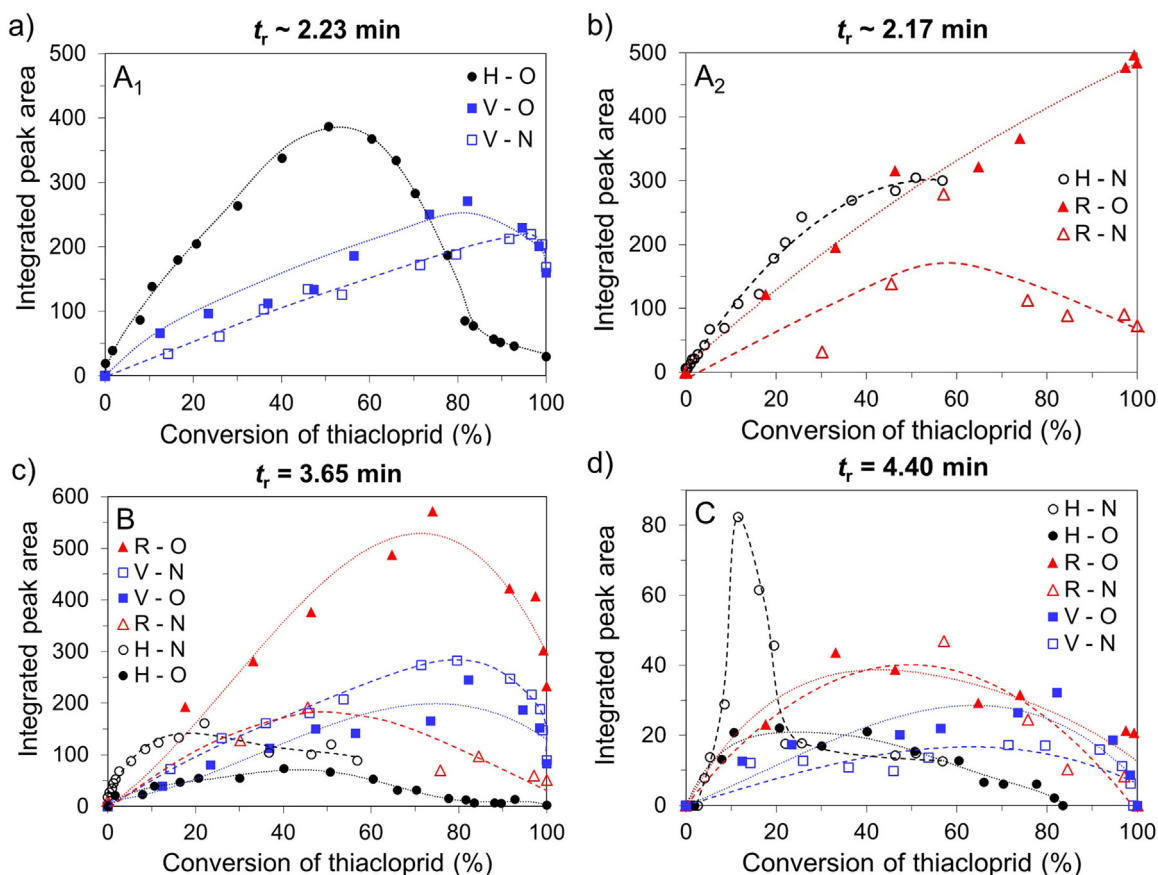 a)
tr ~ 2.23 min
A1
H - O
V - O
V - N
Integrated peak area
500
400
300
200
100
0
0 20 40 60 80 100
Conversion of thiacloprid (%)
b)
tr ~ 2.17 min
A2
H - N
R - O
R - N
Integrated peak area
500
400
300
200
100
0
0 20 40 60 80 100
Conversion of thiacloprid (%)
c)
tr = 3.65 min
B
R - O
V - N
V - O
R - N
H - N
H - O
Integrated peak area
600
500
400
300
200
100
0
0 20 40 60 80 100
Conversion of thiacloprid (%)
d)
tr = 4.40 min
C
H - N
H - O
R - O
R - N
V - O
V - N
Integrated peak area
80
60
40
20
0
0 20 40 60 80 100
Conversion of thiacloprid (%)